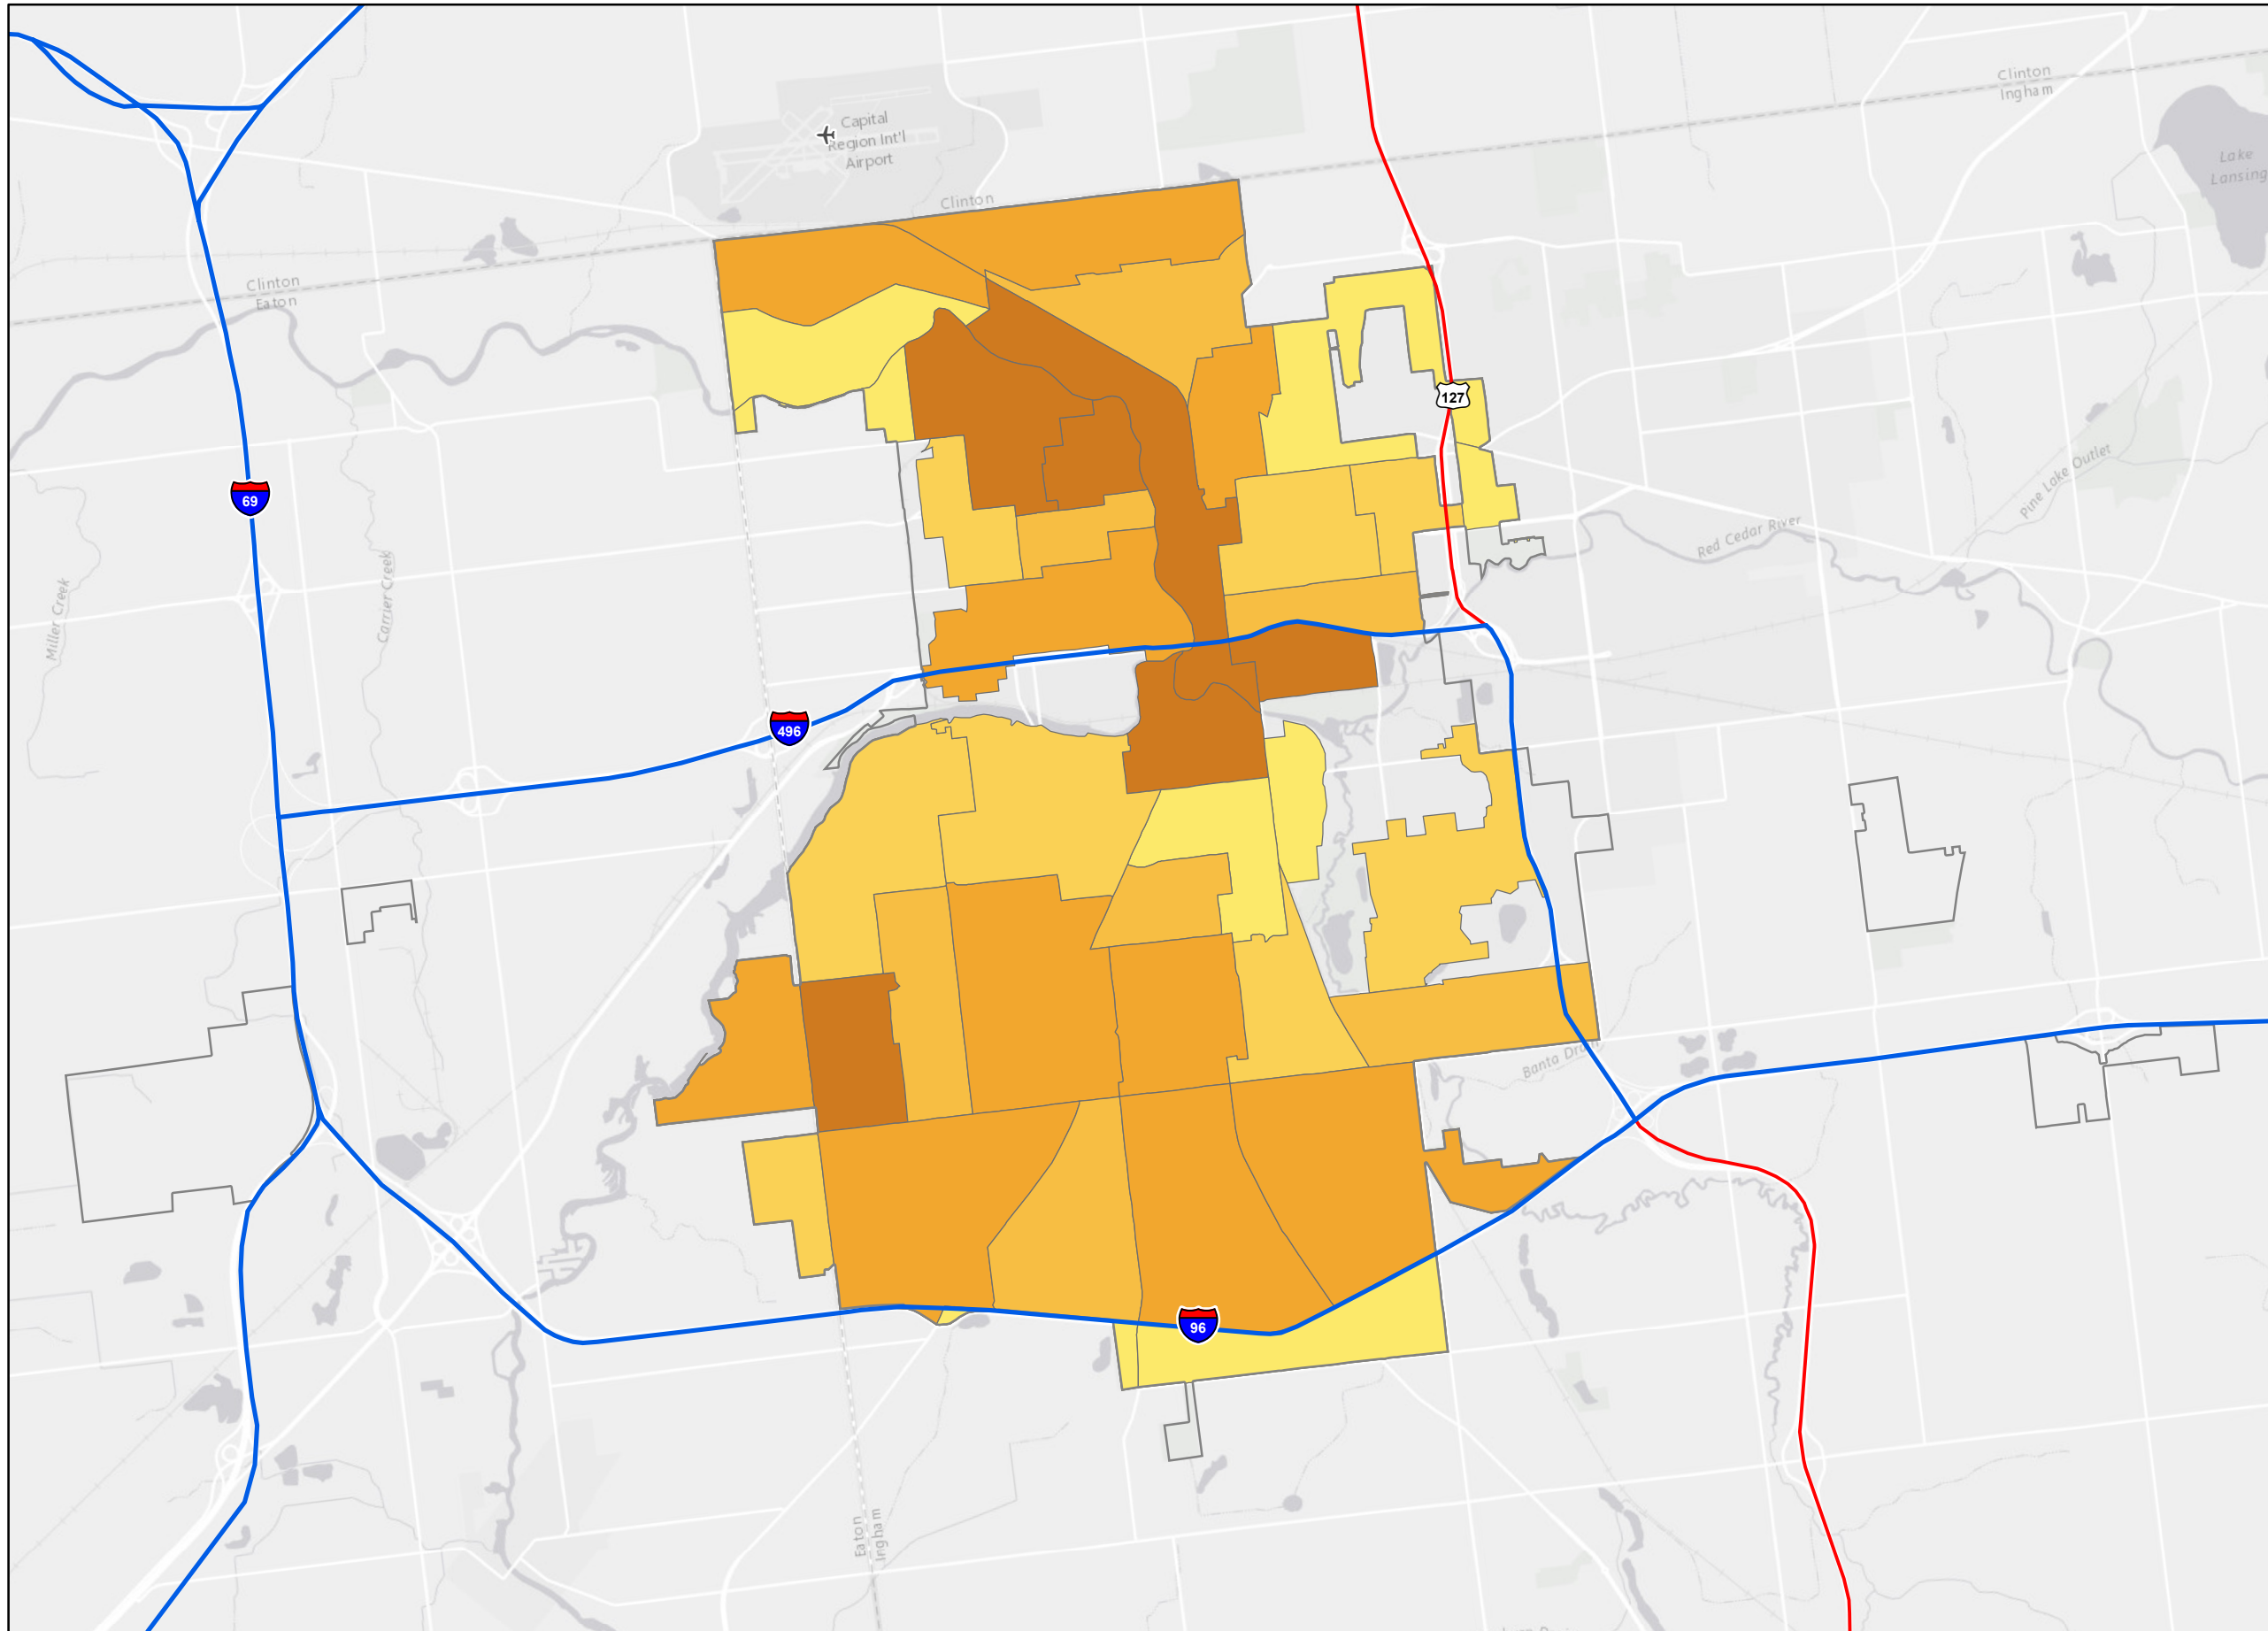 Clinton
Ingham
Lake
Lansing
Capital
Region Int'l
Airport
Clinton
Clinton
Eaton
127
Pine Lake Outlet
69
Red Cedar River
Miller Creek
Carrier Creek
496
Banta Drain
96
Eaton
Ingham